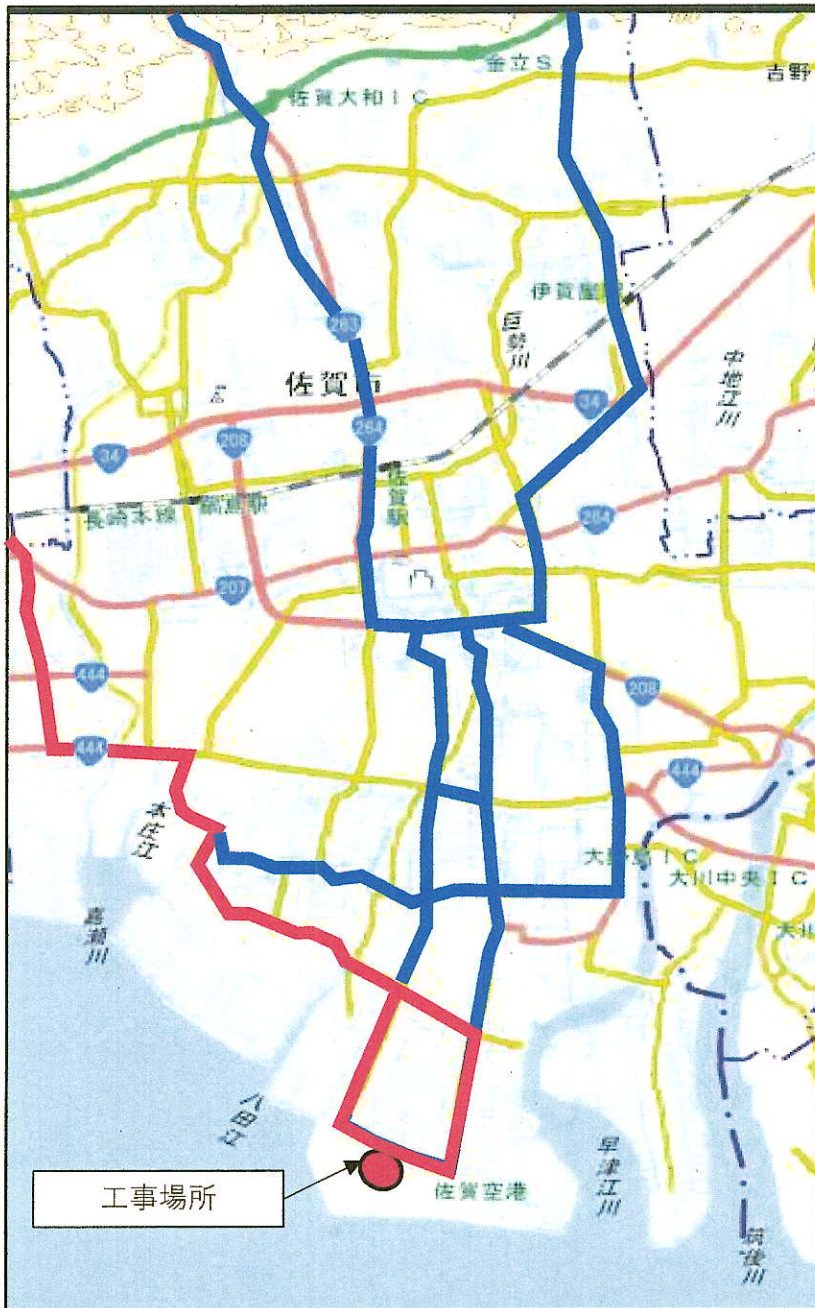 金立S
吉野
佐賀大和IC
伊賀屋
263
巨勢川
中地江川
佐賀市
34
264
208
34
佐賀駅
264
長崎本線
鍋島駅
207
444
208
444
444
本庄江
大野島IC
大川中央IC
嘉瀬川
八田江
早津江川
工事場所
佐賀空港
筑後川